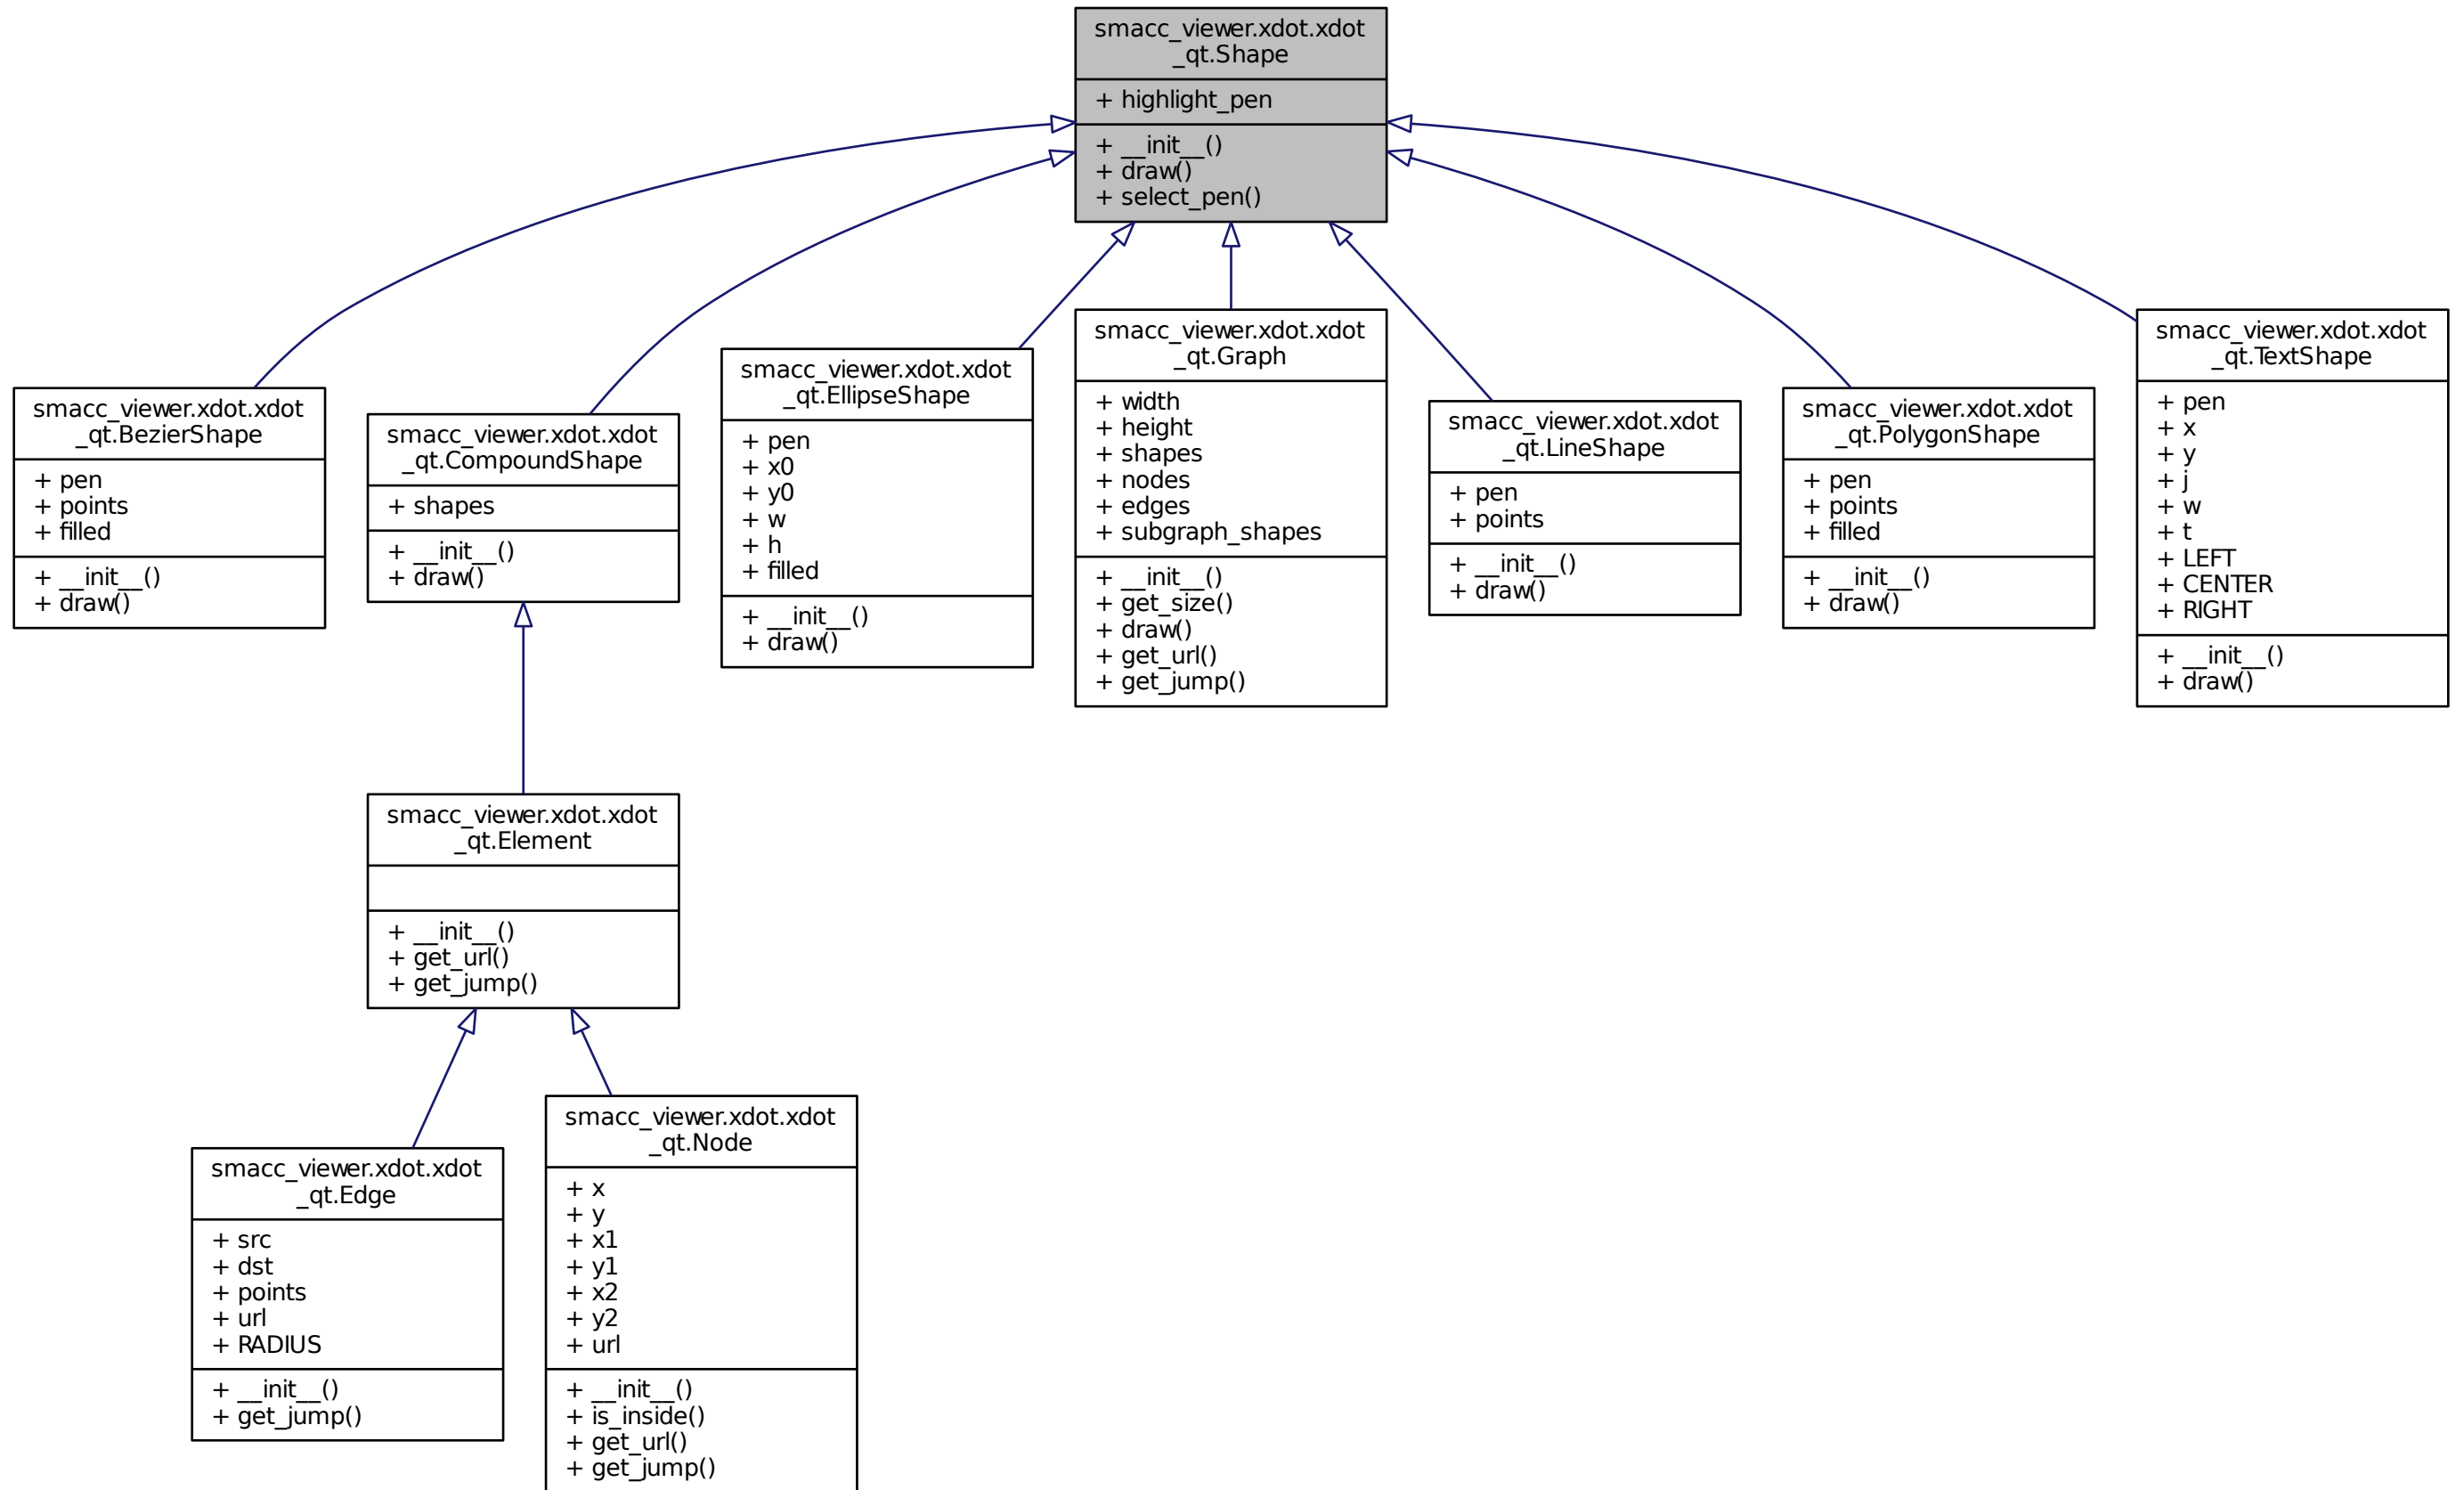 smacc_viewer.xdot.xdot
_qt.Shape
+ highlight_pen
+ __init__()
+ draw()
+ select_pen()
smacc_viewer.xdot.xdot
_qt.BezierShape
+ pen
+ points
+ filled
+ __init__()
+ draw()
smacc_viewer.xdot.xdot
_qt.CompoundShape
+ shapes
+ __init__()
+ draw()
smacc_viewer.xdot.xdot
_qt.EllipseShape
+ pen
+ x0
+ y0
+ w
+ h
+ filled
+ __init__()
+ draw()
smacc_viewer.xdot.xdot
_qt.Graph
+ width
+ height
+ shapes
+ nodes
+ edges
+ subgraph_shapes
+ __init__()
+ get_size()
+ draw()
+ get_url()
+ get_jump()
smacc_viewer.xdot.xdot
_qt.LineShape
+ pen
+ points
+ __init__()
+ draw()
smacc_viewer.xdot.xdot
_qt.PolygonShape
+ pen
+ points
+ filled
+ __init__()
+ draw()
smacc_viewer.xdot.xdot
_qt.TextShape
+ pen
+ x
+ y
+ j
+ w
+ t
+ LEFT
+ CENTER
+ RIGHT
+ __init__()
+ draw()
smacc_viewer.xdot.xdot
_qt.Element
+ __init__()
+ get_url()
+ get_jump()
smacc_viewer.xdot.xdot
_qt.Edge
+ src
+ dst
+ points
+ url
+ RADIUS
+ __init__()
+ get_jump()
smacc_viewer.xdot.xdot
_qt.Node
+ x
+ y
+ x1
+ y1
+ x2
+ y2
+ url
+ __init__()
+ is_inside()
+ get_url()
+ get_jump()